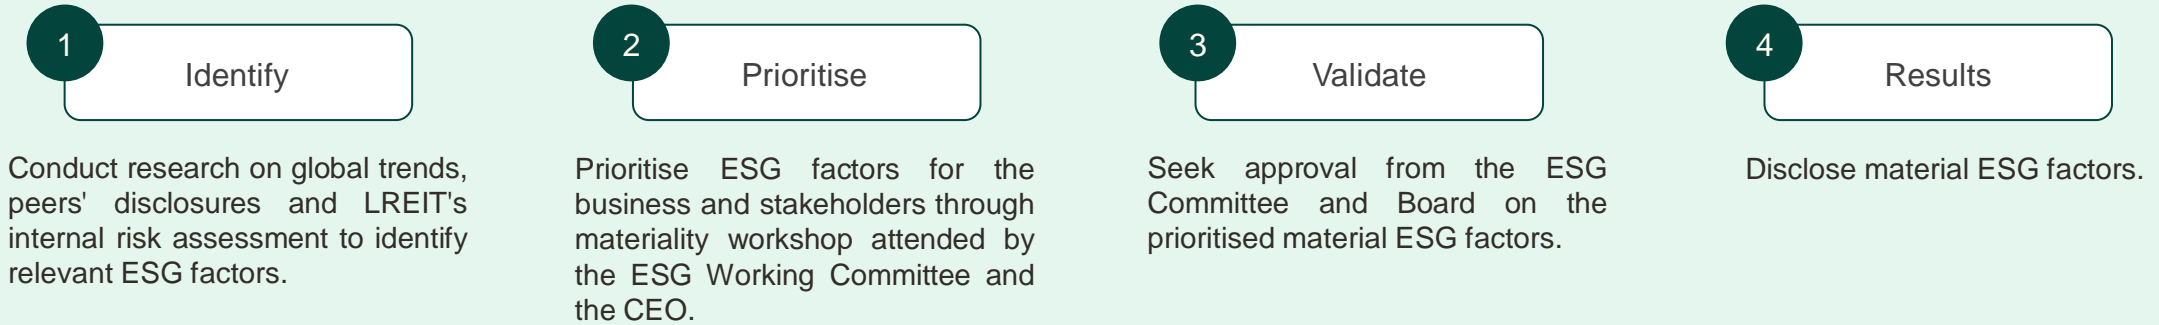 1
Identify
Conduct research on global trends,
peers' disclosures and LREIT's
internal risk assessment to identify
relevant ESG factors.
2
Prioritise
Prioritise ESG factors for the
business and stakeholders through
materiality workshop attended by
the ESG Working Committee and
the CEO.
3
Validate
Seek approval from the ESG
Committee and Board on the
prioritised material ESG factors.
4
Results
Disclose material ESG factors.